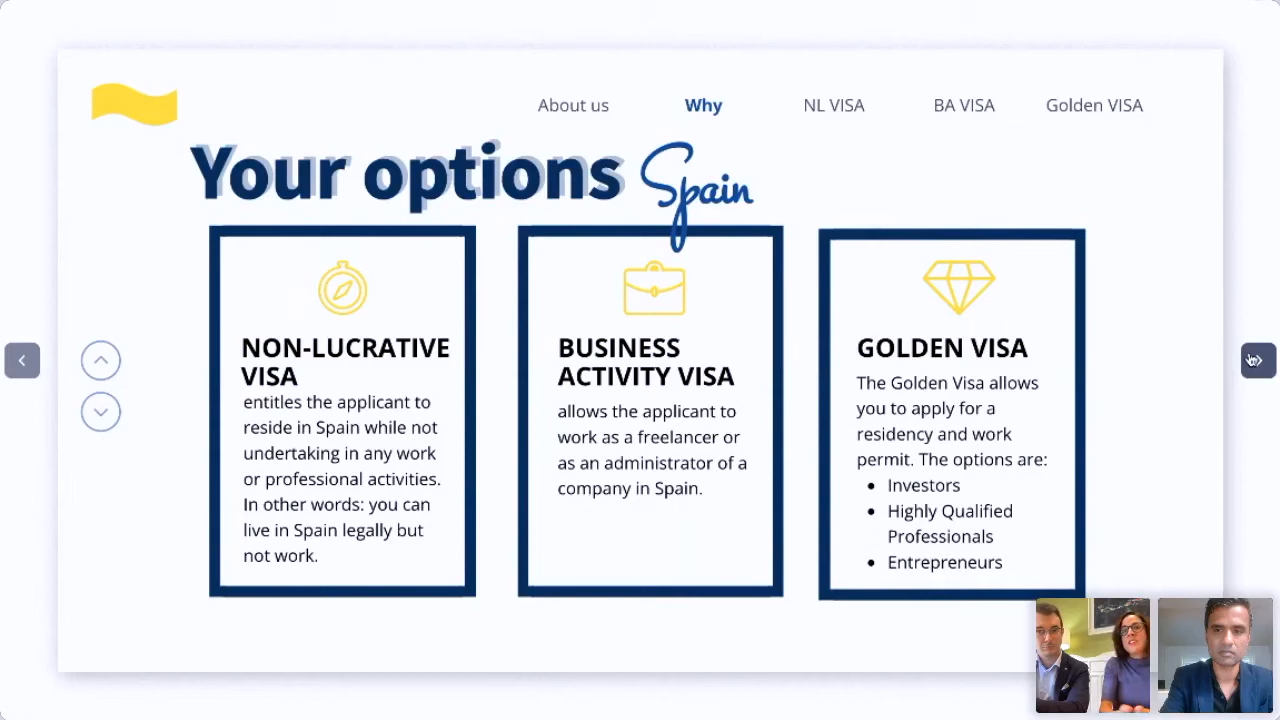 About us Why NL VISA BA VISA Golden VISA
Your options Spain
NON-LUCRATIVE
VISA
entitles the applicant to
reside in Spain while not
undertaking in any work
or professional activities.
In other words: you can
live in Spain legally but
not work.
BUSINESS
ACTIVITY VISA
allows the applicant to
work as a freelancer or
as an administrator of a
company in Spain.
GOLDEN VISA
The Golden Visa allows
you to apply for a
residency and work
permit. The options are:
• Investors
• Highly Qualified
Professionals
• Entrepreneurs